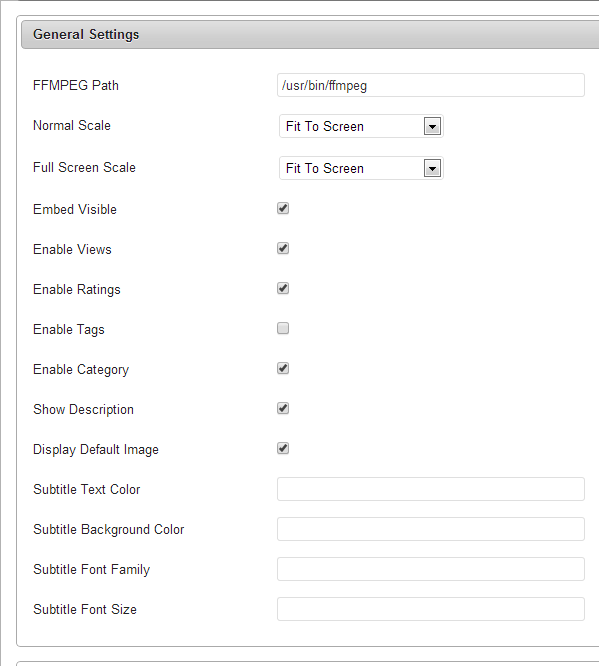 General Settings
FFMPEG Path /usr/bin/ffmpeg
Normal Scale Fit To Screen
Full Screen Scale Fit To Screen
Embed Visible
Enable Views
Enable Ratings
Enable Tags
Enable Category
Show Description
Display Default Image
Subtitle Text Color
Subtitle Background Color
Subtitle Font Family
Subtitle Font Size